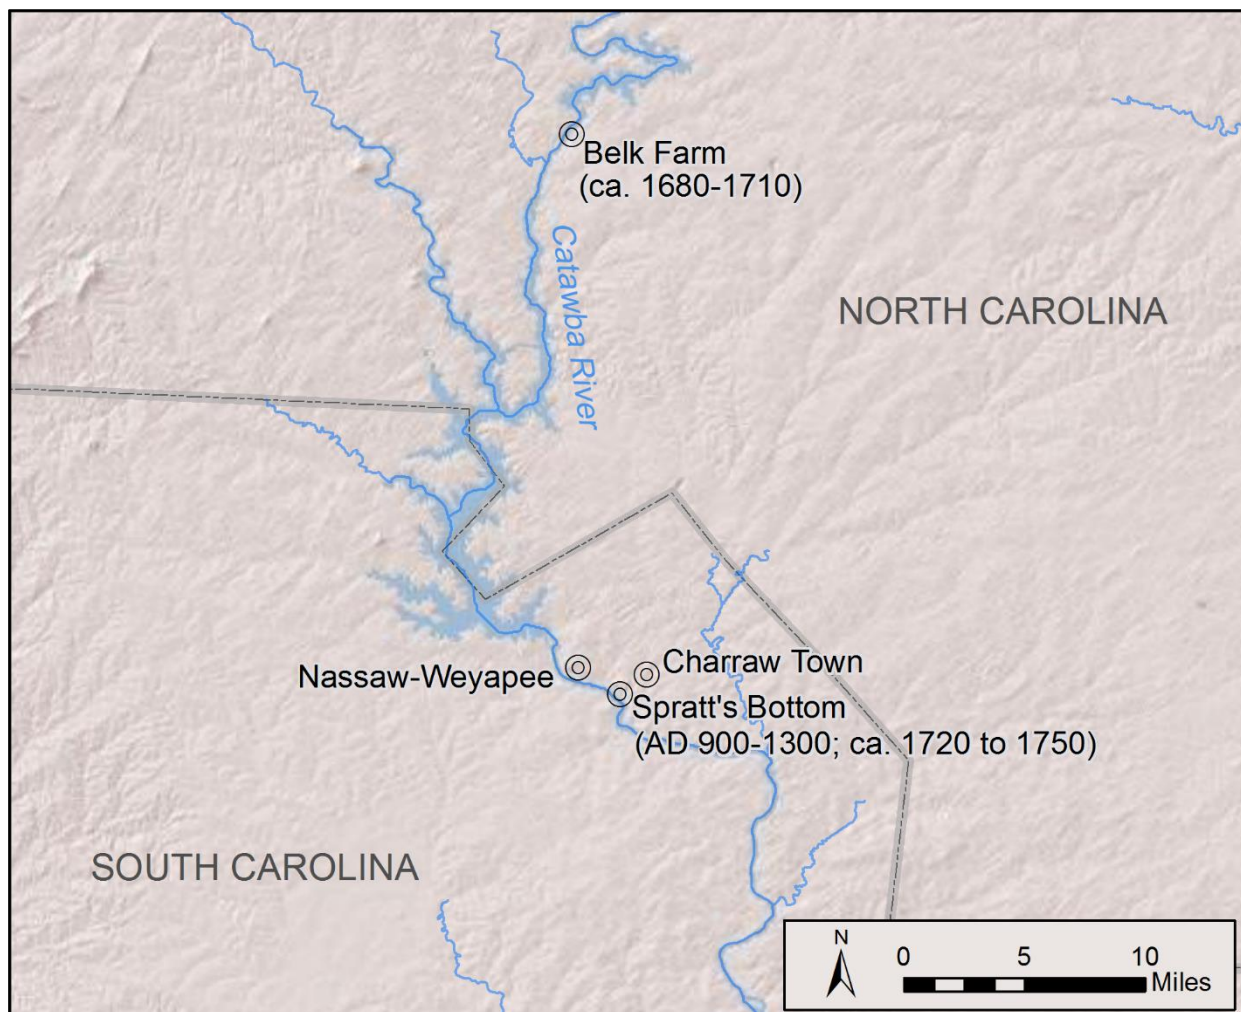 Belk Farm
(ca. 1680-1710)
Catawba River
NORTH CAROLINA
Nassaw-Weyapee
Charraw Town
Spratt's Bottom
(AD 900-1300; ca. 1720 to 1750)
SOUTH CAROLINA
N
0 5 10
Miles